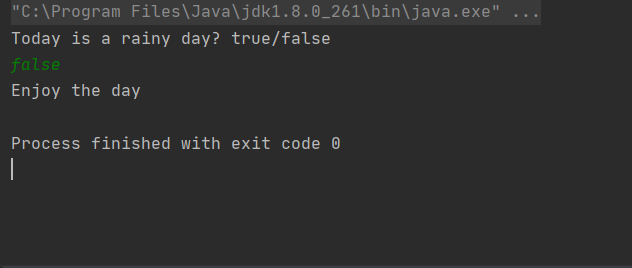 "C:\Program Files\Java\jdk1.8.0_261\bin\java.exe" ...
Today is a rainy day? true/false
false
Enjoy the day
Process finished with exit code 0